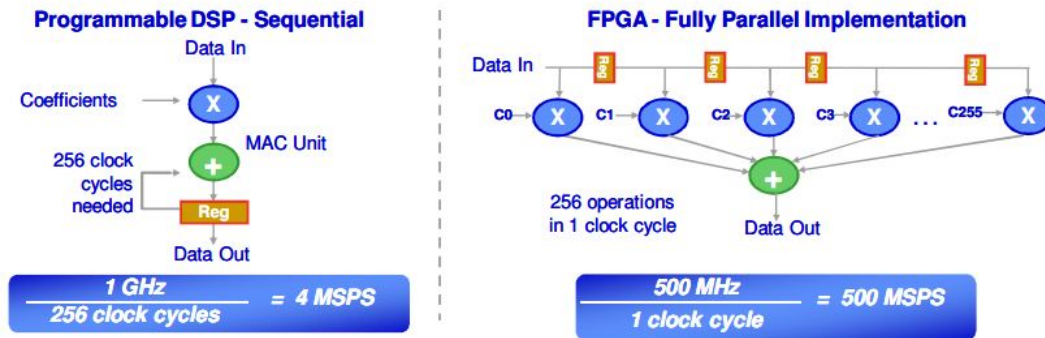 Programmable DSP - Sequential
Data In
Coefficients
X
MAC Unit
+
256 clock
cycles
needed
Reg
Data Out
1 GHz
256 clock cycles
= 4 MSPS
FPGA - Fully Parallel Implementation
Data In
Reg
Reg
Reg
Reg
C0
X
C1
X
C2
X
C3
X
...
C255
X
+
256 operations
in 1 clock cycle
Data Out
500 MHz
1 clock cycle
= 500 MSPS